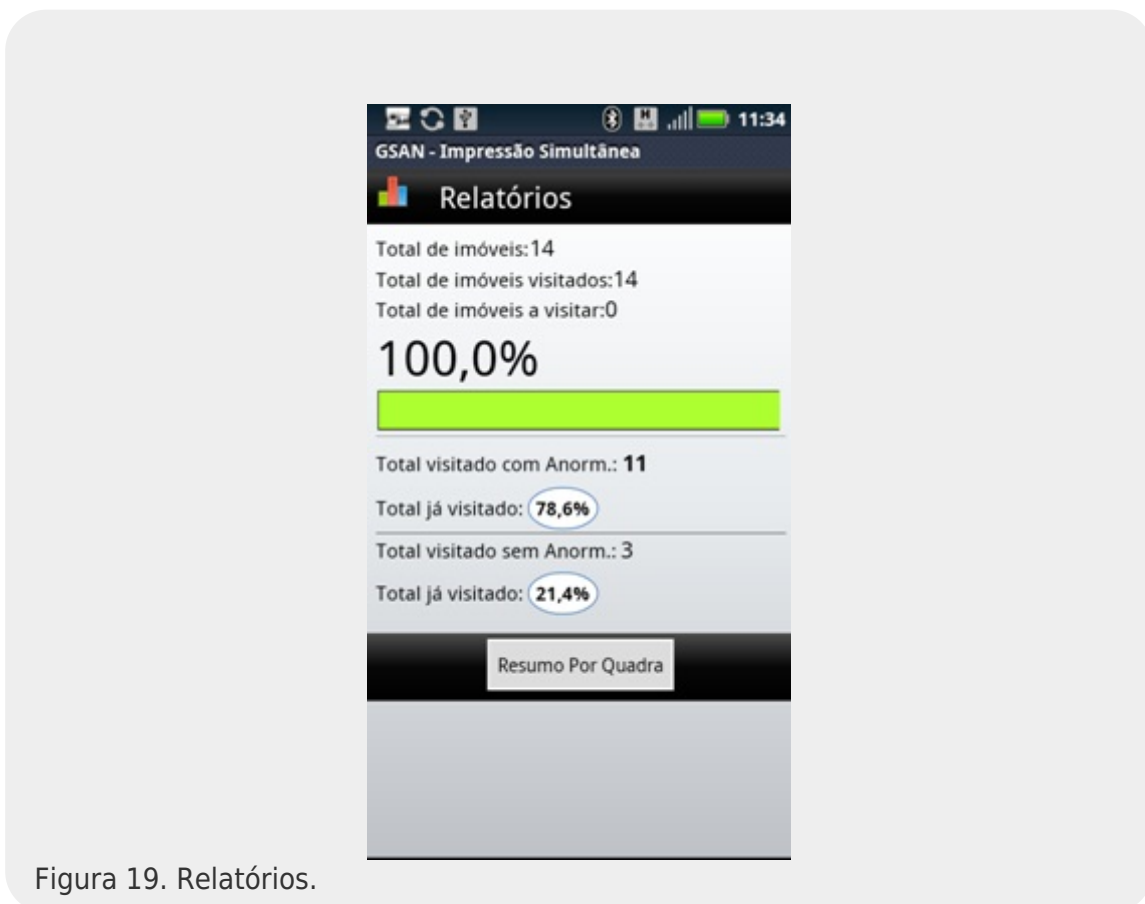 11:34
GSAN - Impressão Simultânea
Relatórios
Total de imóveis:14
Total de imóveis visitados:14
Total de imóveis a visitar:0
100,0%
Total visitado com Anorm.: 11
Total já visitado: 78,6%
Total visitado sem Anorm.: 3
Total já visitado: 21,4%
Resumo Por Quadra
Figura 19. Relatórios.